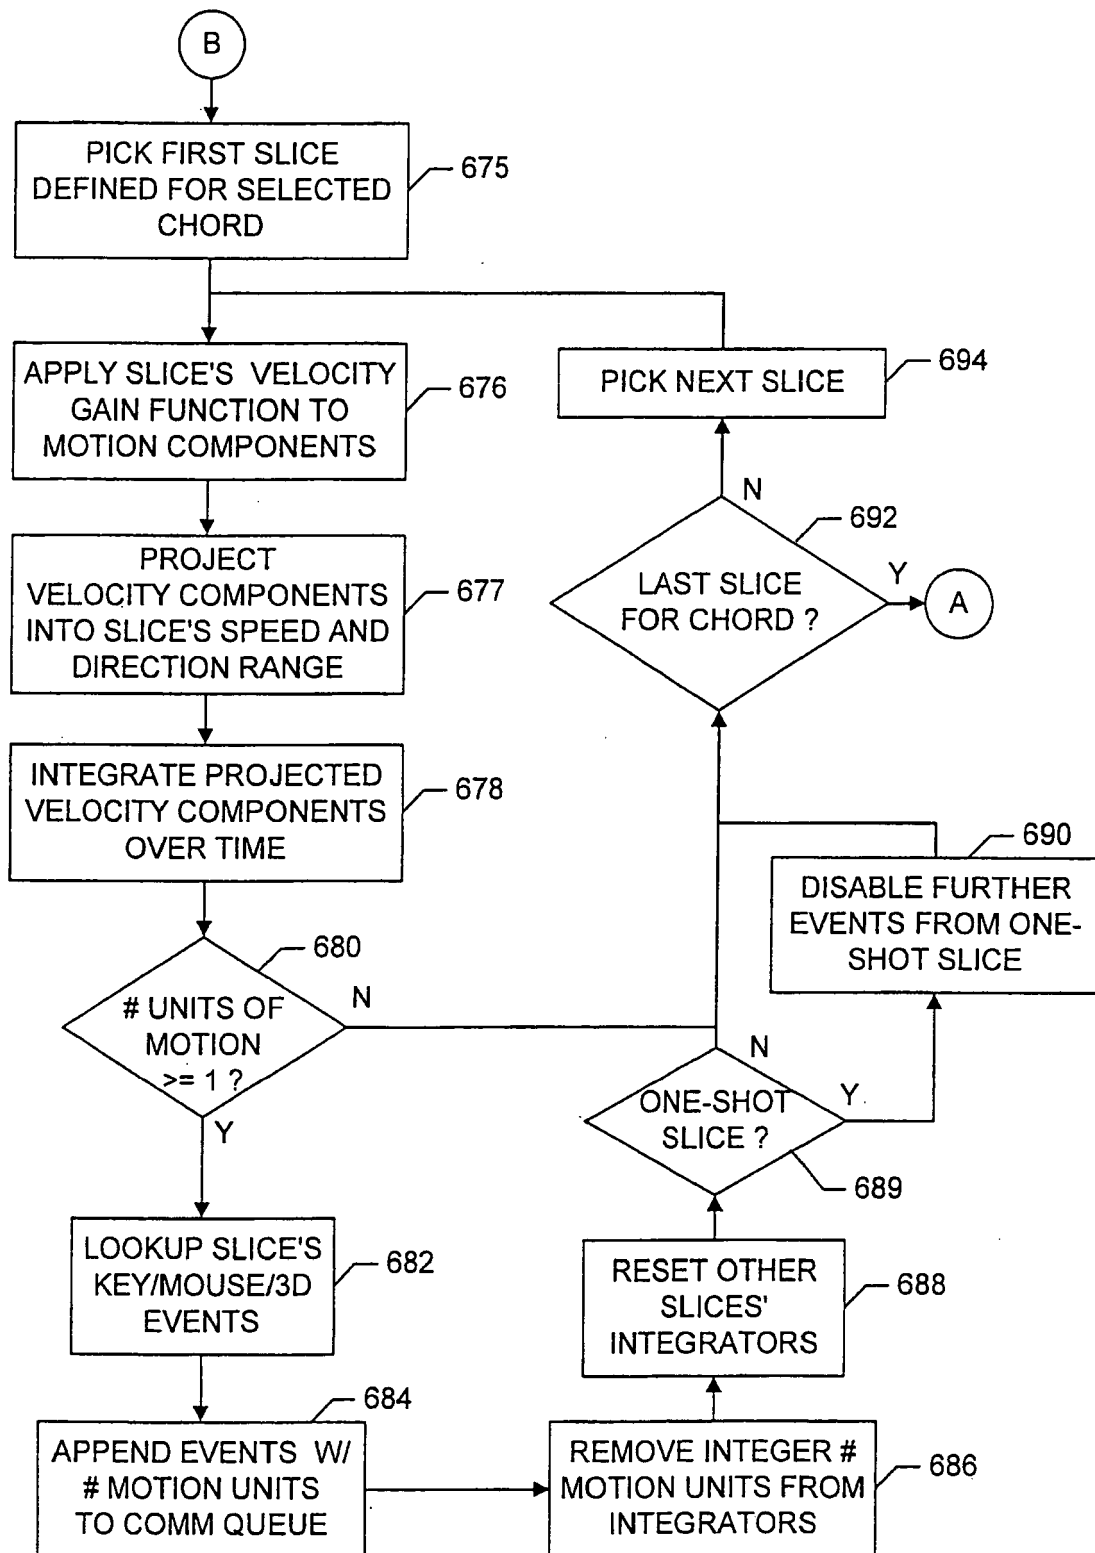 B
PICK FIRST SLICE
DEFINED FOR SELECTED
CHORD
675
APPLY SLICE'S VELOCITY
GAIN FUNCTION TO
MOTION COMPONENTS
676
PROJECT
VELOCITY COMPONENTS
INTO SLICE'S SPEED AND
DIRECTION RANGE
677
INTEGRATE PROJECTED
VELOCITY COMPONENTS
OVER TIME
678
# UNITS OF
MOTION
>= 1 ?
680
N
Y
LOOKUP SLICE'S
KEY/MOUSE/3D
EVENTS
682
APPEND EVENTS W/
# MOTION UNITS
TO COMM QUEUE
684
REMOVE INTEGER #
MOTION UNITS FROM
INTEGRATORS
686
RESET OTHER
SLICES'
INTEGRATORS
688
ONE-SHOT
SLICE ?
689
N
Y
DISABLE FURTHER
EVENTS FROM ONE-
SHOT SLICE
690
LAST SLICE
FOR CHORD ?
692
N
Y
A
PICK NEXT SLICE
694